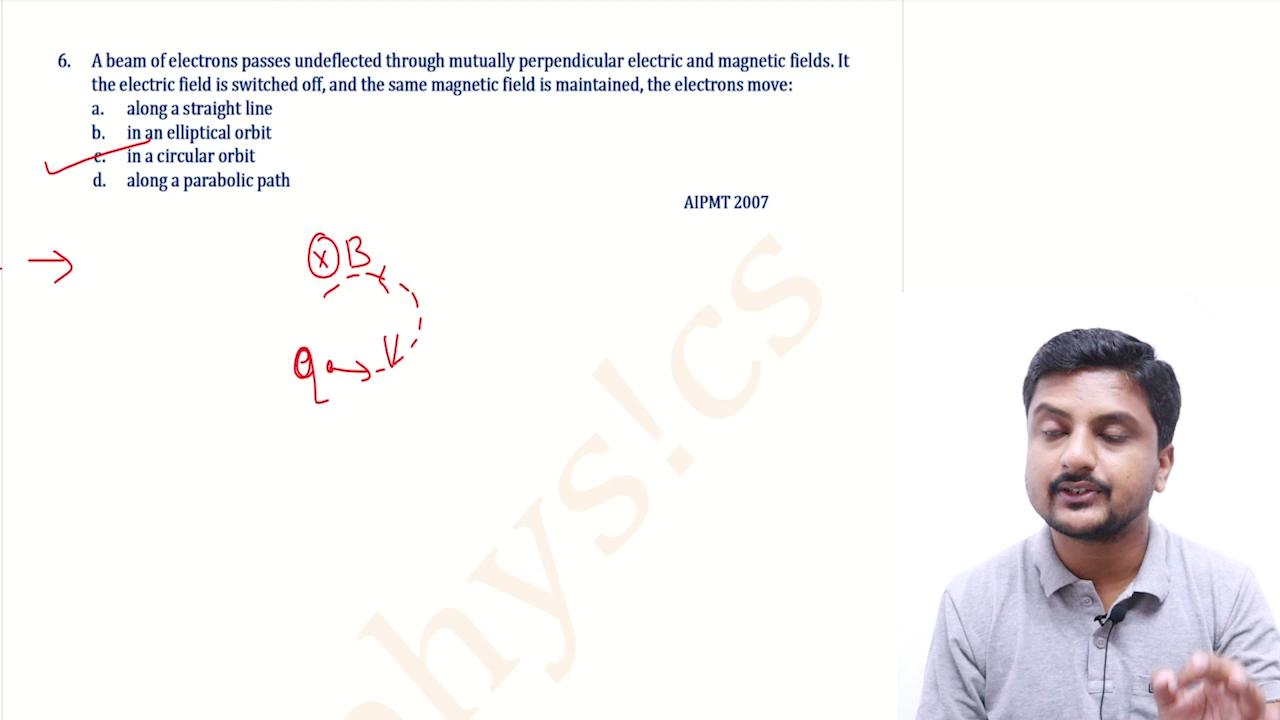 6. A beam of electrons passes undeflected through mutually perpendicular electric and magnetic fields. It
the electric field is switched off, and the same magnetic field is maintained, the electrons move:
a. along a straight line
b. in an elliptical orbit
c. in a circular orbit
d. along a parabolic path
AIPMT 2007
B
q
phys!cs